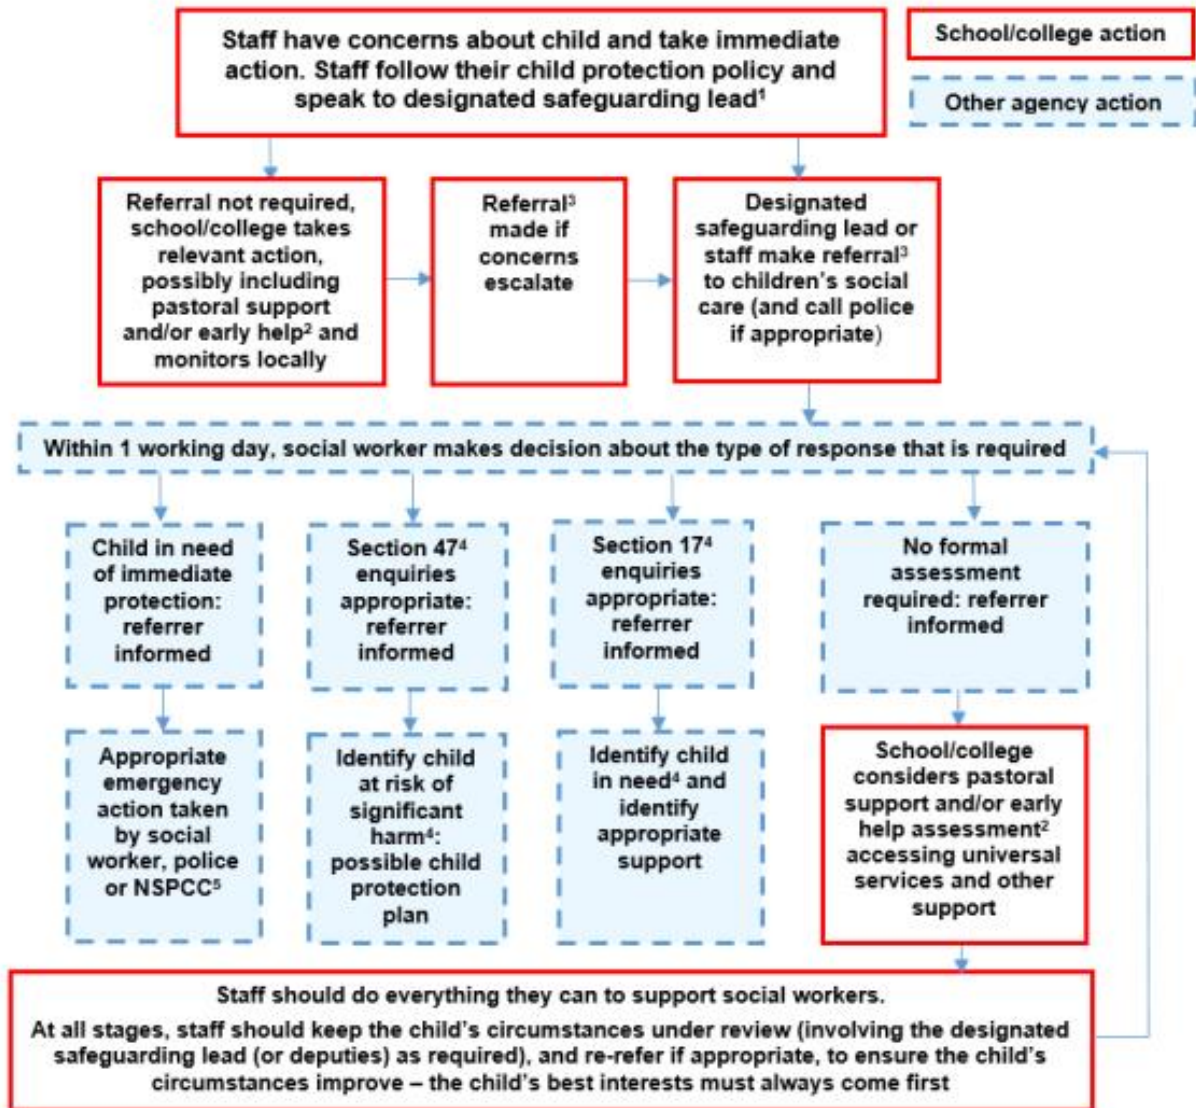 Staff have concerns about child and take immediate
action. Staff follow their child protection policy and
speak to designated safeguarding lead¹
School/college action
Other agency action
Referral not required,
school/college takes
relevant action,
possibly including
pastoral support
and/or early help² and
monitors locally
Referral³
made if
concerns
escalate
Designated
safeguarding lead or
staff make referral³
to children's social
care (and call police
if appropriate)
Within 1 working day, social worker makes decision about the type of response that is required
Child in need
of immediate
protection:
referrer
informed
Section 47⁴
enquiries
appropriate:
referrer
informed
Section 17⁴
enquiries
appropriate:
referrer
informed
No formal
assessment
required: referrer
informed
Appropriate
emergency
action taken
by social
worker, police
or NSPCC⁵
Identify child
at risk of
significant
harm⁴:
possible child
protection
plan
Identify child
in need⁴ and
identify
appropriate
support
School/college
considers pastoral
support and/or early
help assessment²
accessing universal
services and other
support
Staff should do everything they can to support social workers.
At all stages, staff should keep the child's circumstances under review (involving the designated
safeguarding lead (or deputies) as required), and re-refer if appropriate, to ensure the child's
circumstances improve – the child's best interests must always come first